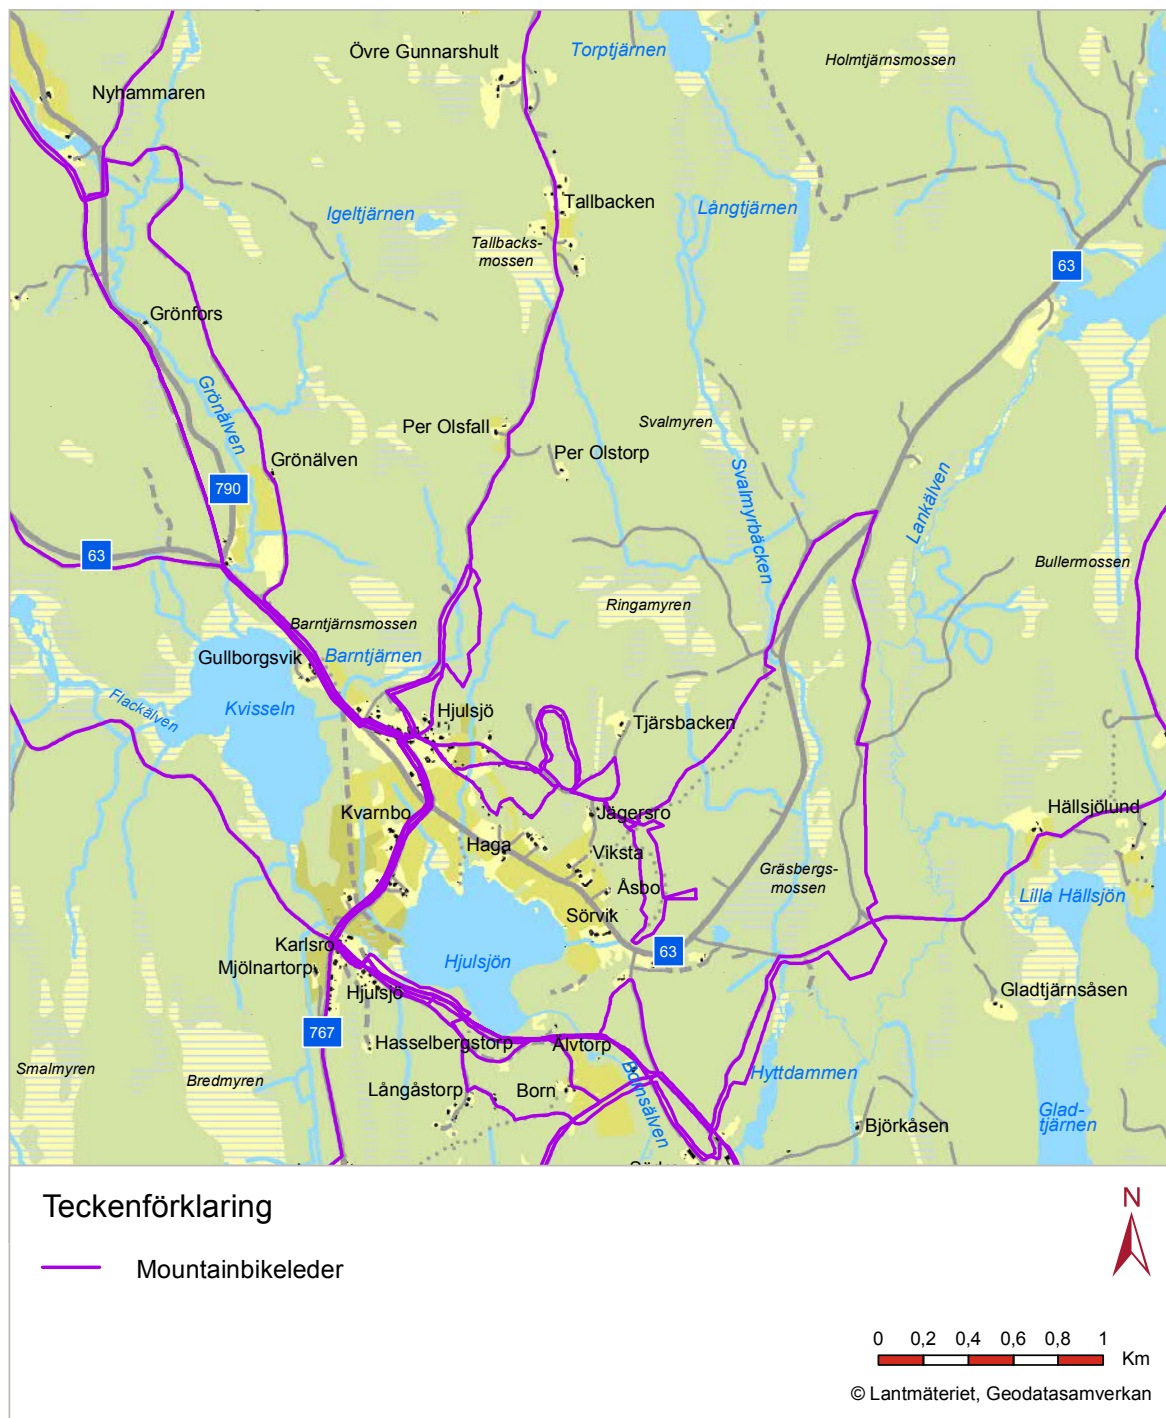 Övre Gunnarshult
Torptjärnen
Holmtjärnsmossen
Nyhammaren
Tallbacken
Långtjärnen
Igeltjärnen
Tallbacks-
mossen
63
Grönfors
Grönälven
Per Olsfall
Svalmyren
Per Olstorp
Grönälven
790
Svalmyrbäcken
Lankälven
63
Bullermossen
Ringamyren
Barntjärnsmossen
Gullborgsvik
Barntjärnen
Flackälven
Kvisseln
Hjulsjö
Tjärsbacken
Kvarnbo
Jägersro
Hällsjölund
Haga
Viksta
Gräsbergs-
mossen
Åsbo
Lilla Hällsjön
Sörvik
Karlsro
63
Mjölnartorp
Hjulsjön
Hjulsjö
Gladtjärnsåsen
767
Hasselbergstorp
Älvtorp
Smalmyren
Bredmyren
Långåstorp
Born
Bornsälven
Hyttdammen
Björkåsen
Glad-
tjärnen
Teckenförklaring
Mountainbikeleder
N
0 0,2 0,4 0,6 0,8 1
Km
© Lantmäteriet, Geodatasamverkan